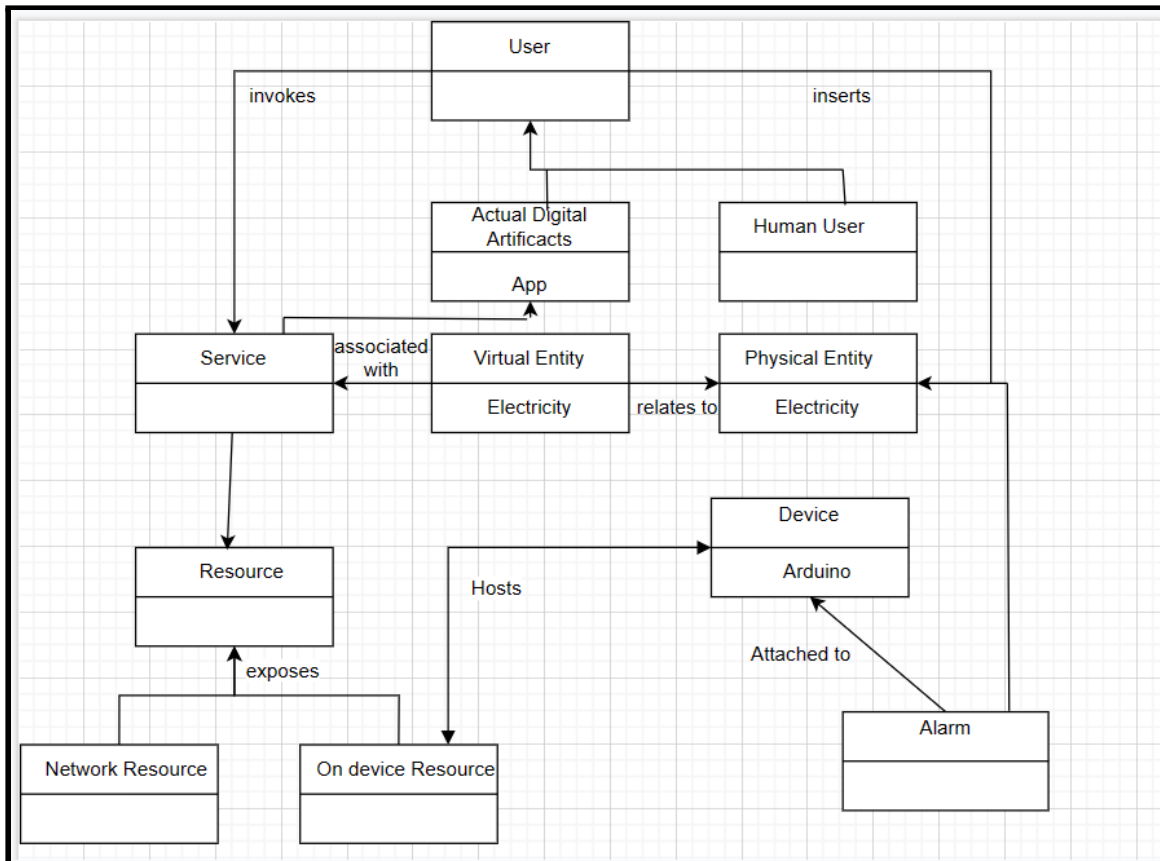 User
invokes
inserts
Actual Digital
Artificacts
App
Human User
Service
associated
with
Virtual Entity
Electricity
relates to
Physical Entity
Electricity
Device
Arduino
Resource
Hosts
Attached to
exposes
Alarm
Network Resource
On device Resource